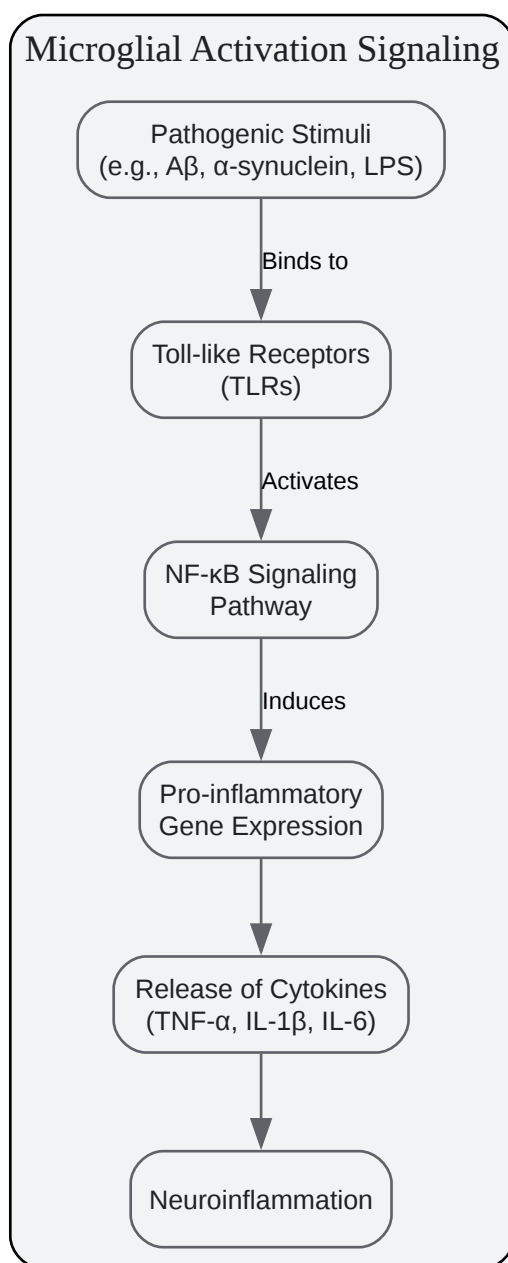 Microglial Activation Signaling
Pathogenic Stimuli
(e.g., Aβ, α-synuclein, LPS)
Binds to
Toll-like Receptors
(TLRs)
Activates
NF-κB Signaling
Pathway
Induces
Pro-inflammatory
Gene Expression
Release of Cytokines
(TNF-α, IL-1β, IL-6)
Neuroinflammation